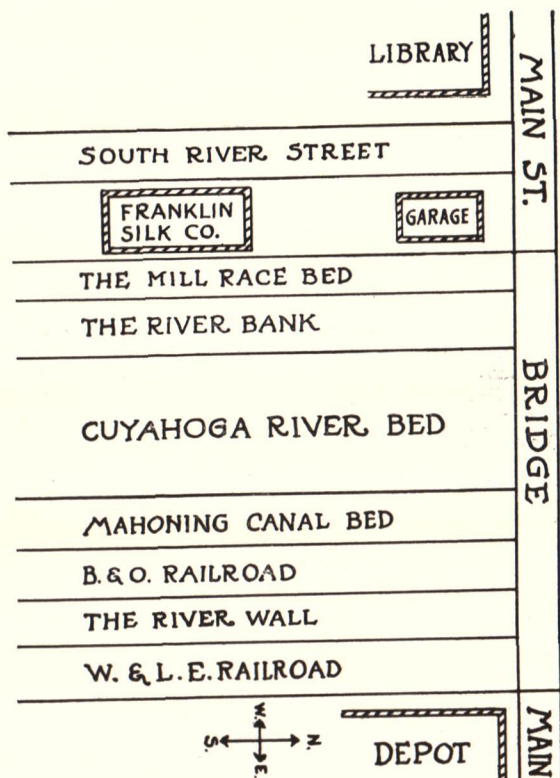 LIBRARY
MAIN ST.
SOUTH RIVER STREET
FRANKLIN
SILK CO.
GARAGE
THE MILL RACE BED
THE RIVER BANK
BRIDGE
CUYAHOGA RIVER BED
MAHONING CANAL BED
B. & O. RAILROAD
THE RIVER WALL
W. & L. E. RAILROAD
W.
S.
N.
E.
DEPOT
MAIN